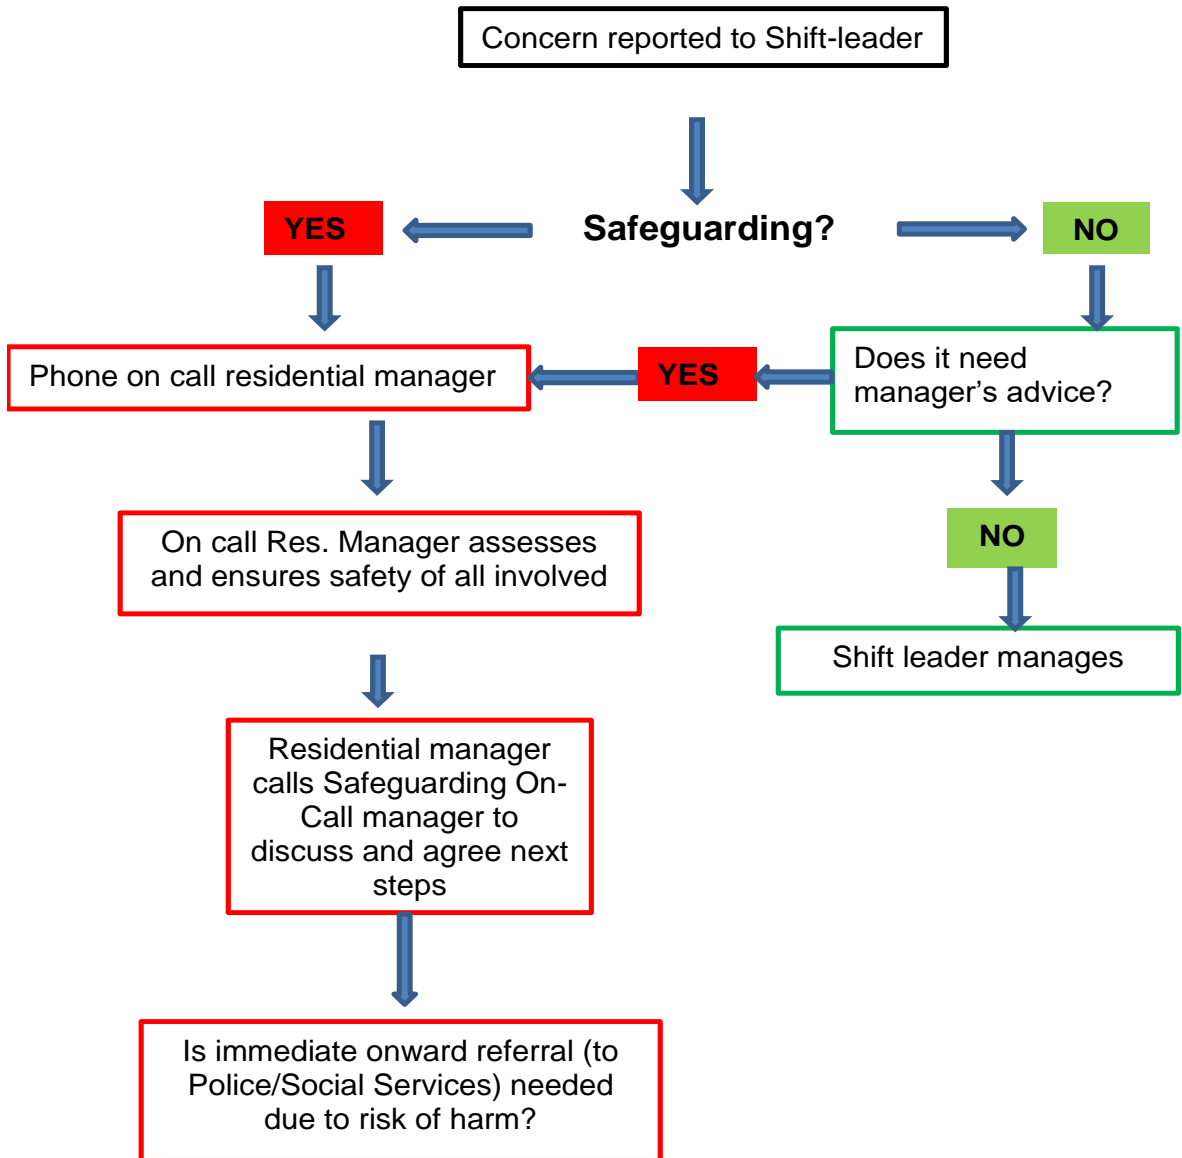 Concern reported to Shift-leader
YES
Safeguarding?
NO
Phone on call residential manager
YES
Does it need
manager’s advice?
On call Res. Manager assesses
and ensures safety of all involved
NO
Shift leader manages
Residential manager
calls Safeguarding On-
Call manager to
discuss and agree next
steps
Is immediate onward referral (to
Police/Social Services) needed
due to risk of harm?